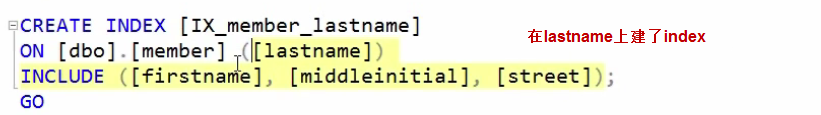 CREATE INDEX [IX_member_lastname]
ON [dbo].[member] ([lastname])
在lastname上建了index
INCLUDE ([firstname], [middleinitial], [street]);
GO